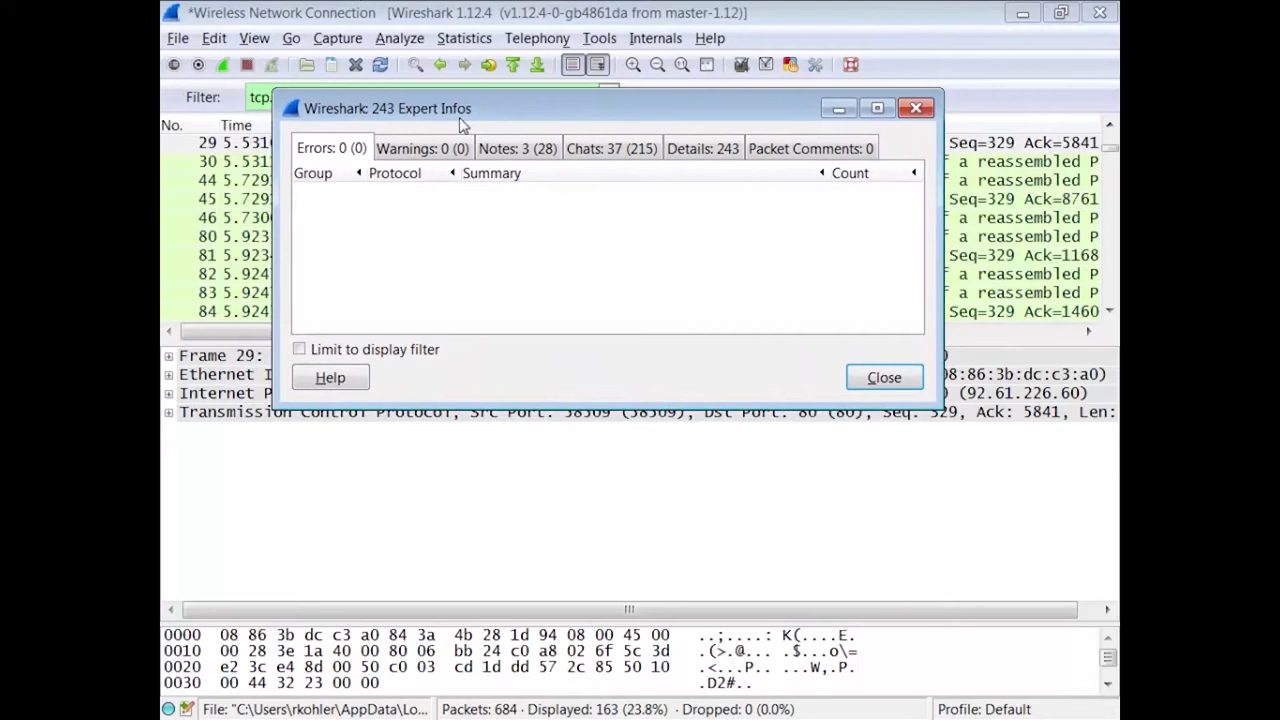 *Wireless Network Connection [Wireshark 1.12.4 (v1.12.4-0-gb4861da from master-1.12)]
File Edit View Go Capture Analyze Statistics Telephony Tools Internals Help
Filter: tcp.
Wireshark: 243 Expert Infos
No. Time
Errors: 0 (0) Warnings: 0 (0) Notes: 3 (28) Chats: 37 (215) Details: 243 Packet Comments: 0
Group Protocol Summary Count
29 5.5310 Seq=329 Ack=5841
30 5.5311 a reassembled P
44 5.729 a reassembled P
45 5.729 Seq=329 Ack=8761
46 5.7300 a reassembled P
80 5.923 a reassembled P
81 5.923 Seq=329 Ack=1168
82 5.924 a reassembled P
83 5.924 a reassembled P
84 5.924 Seq=329 Ack=1460
Limit to display filter
Help Close
Frame 29:
Ethernet I 08:86:3b:dc:c3:a0)
Internet P (92.61.226.60)
Transmission Control Protocol, Src Port: 58509 (58509), Dst Port: 80 (80), Seq: 329, Ack: 5841, Len:
0000 08 86 3b dc c3 a0 84 3a 4b 28 1d 94 08 00 45 00 ..;....: K(....E.
0010 00 28 3e 1a 40 00 80 06 bb 24 c0 a8 02 6f 5c 3d .(>.@... .$...o\=
0020 e2 3c e4 8d 00 50 c0 03 cd 1d dd 57 2c 85 50 10 .<...P.. ...W,.P.
0030 00 44 32 23 00 00 .D2#..
File: "C:\Users\rkohler\AppData\Lo... Packets: 684 · Displayed: 163 (23.8%) · Dropped: 0 (0.0%) Profile: Default